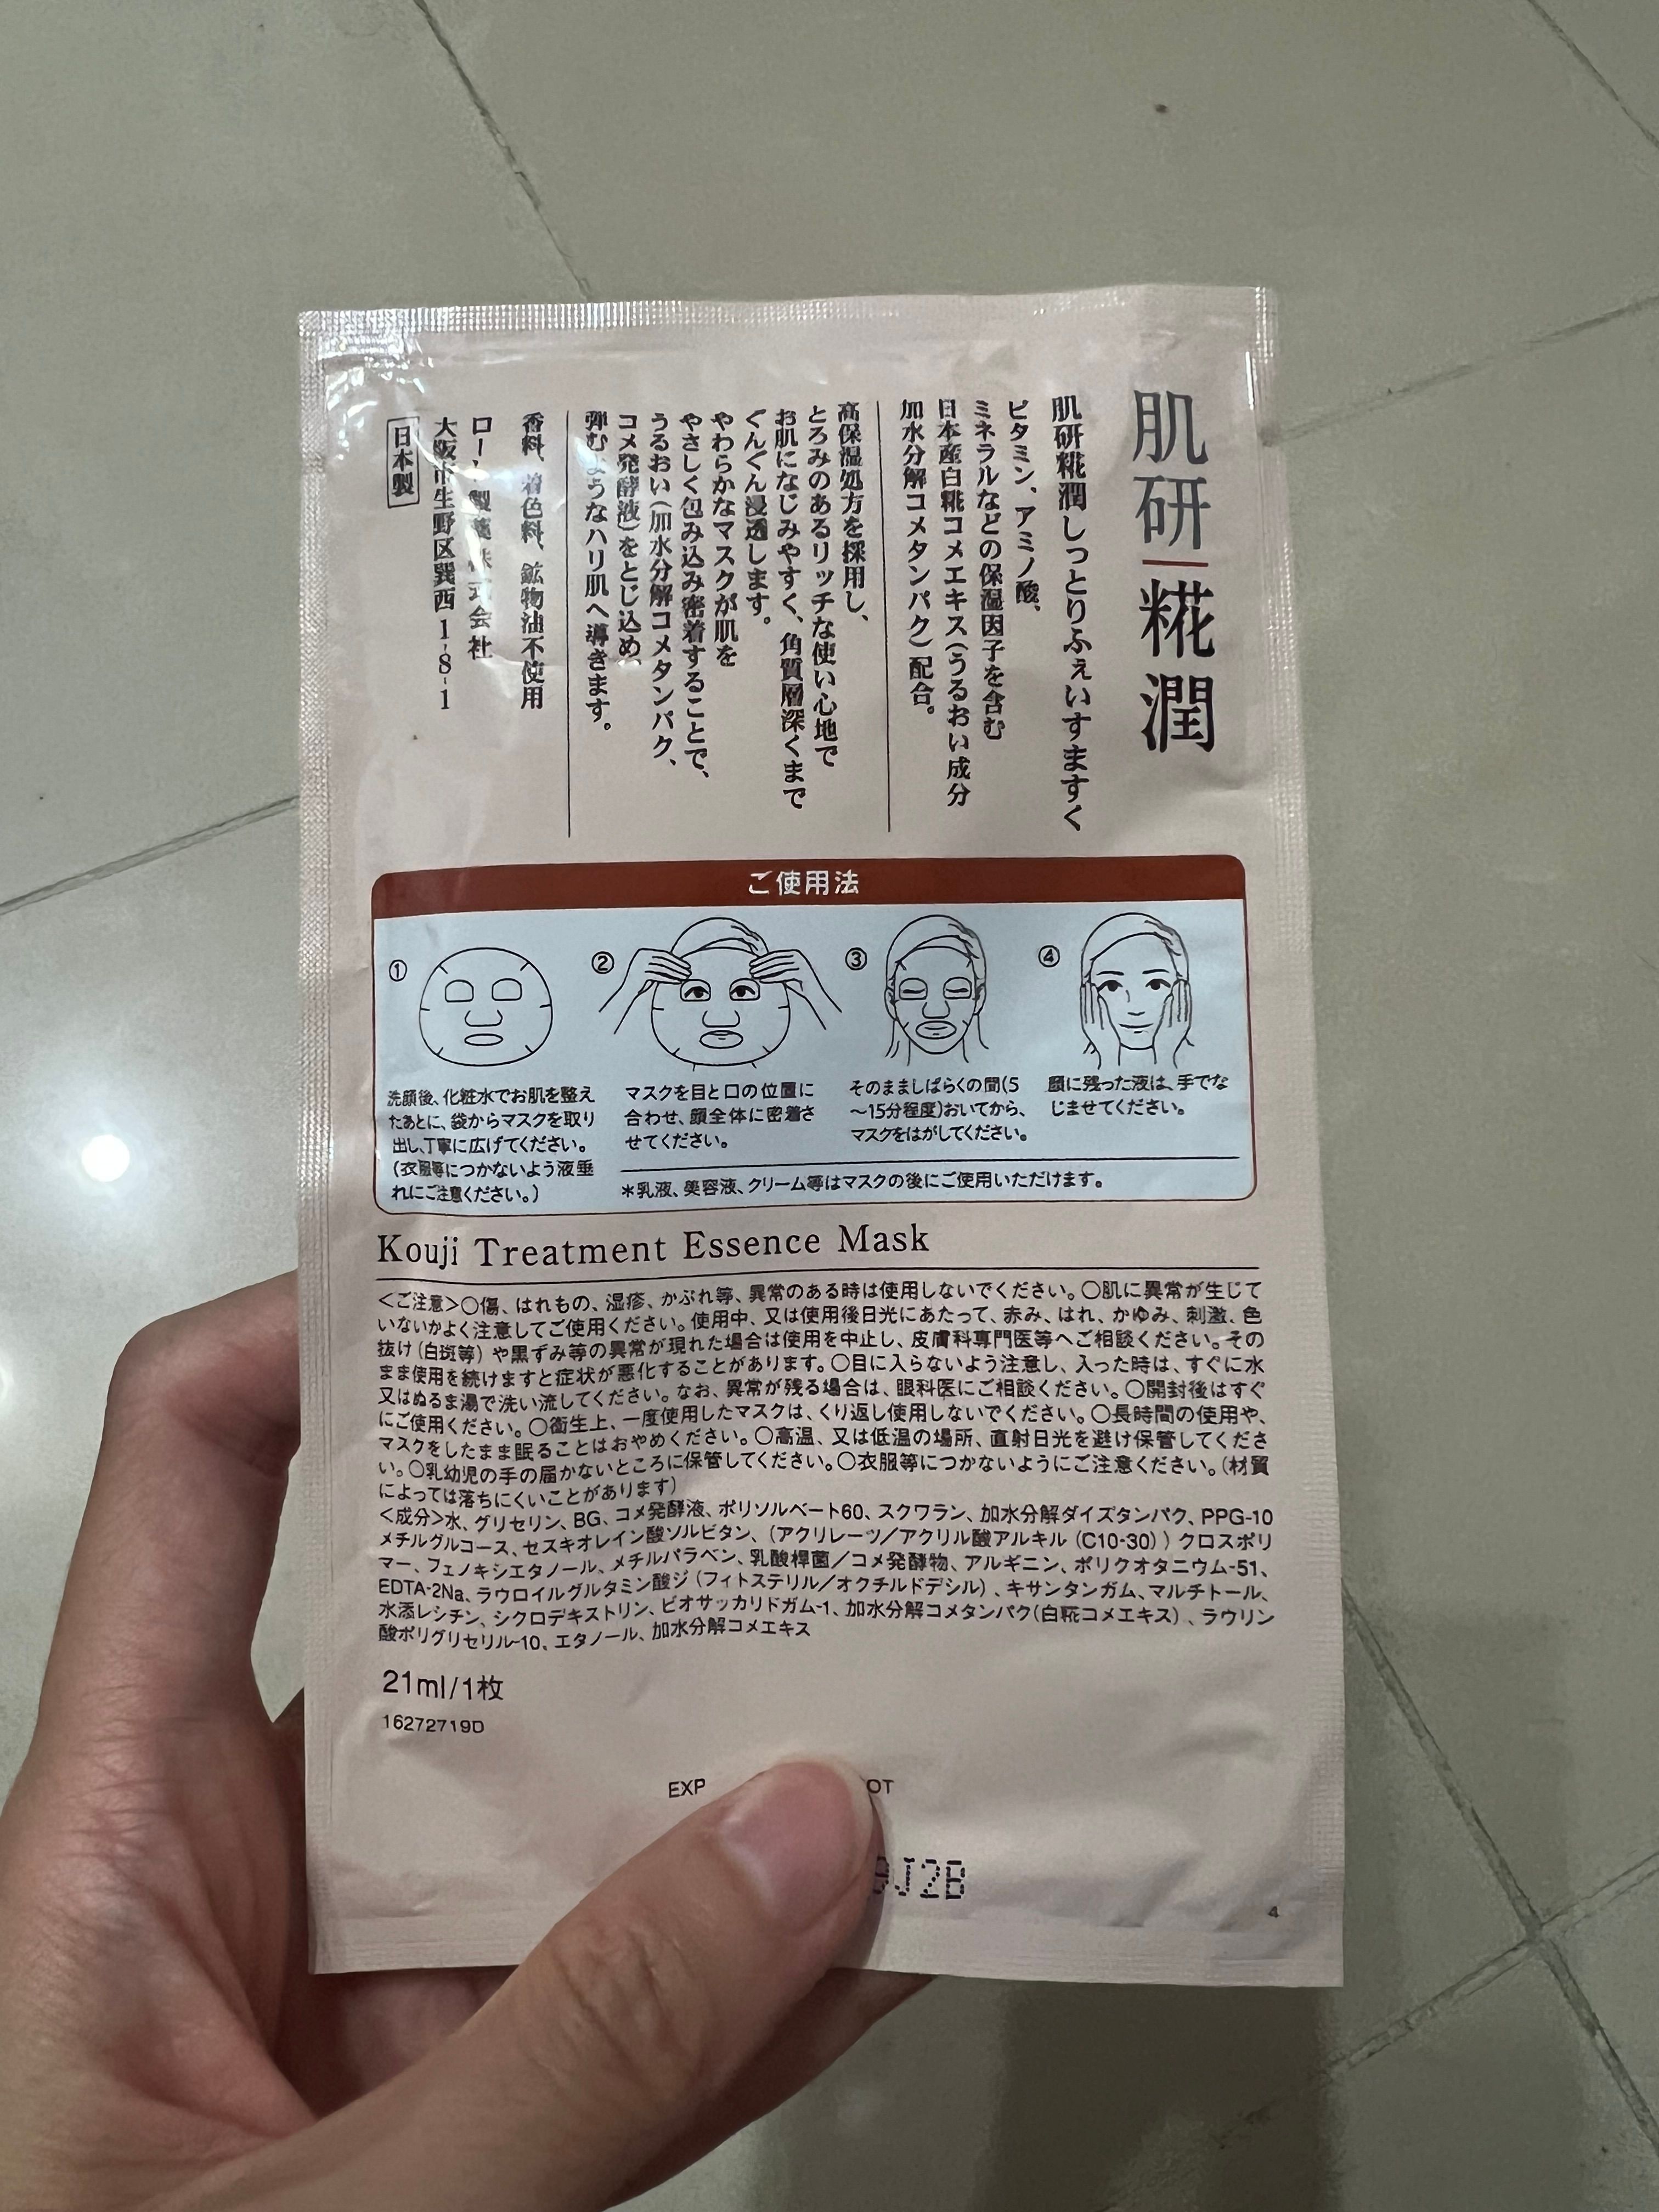 肌研 糀潤
肌研糀潤しっとりふぇいすますく
ビタミン、アミノ酸、
ミネラルなどの保湿因子を含む
日本産白糀コメエキス(うるおい成分
加水分解コメタンパク)配合。
高保湿処方を採用し、
とろみのあるリッチな使い心地で
お肌になじみやすく、角質層深くまで
ぐんぐん浸透します。
やわらかなマスクが肌を
やさしく包み込み密着することで、
うるおい(加水分解コメタンパク、
コメ発酵液)をとじ込め、
弾むようなハリ肌へ導きます。
香料、着色料、鉱物油不使用
ロート製薬株式会社
大阪市生野区巽西1-8-1
日本製
ご使用法
①
洗顔後、化粧水でお肌を整え
たあとに、袋からマスクを取り
出し、丁寧に広げてください。
(衣服等につかないよう液垂
れにご注意ください。)
②
マスクを目と口の位置に
合わせ、顔全体に密着さ
せてください。
③
そのまましばらくの間(5
～15分程度)おいてから、
マスクをはがしてください。
④
顔に残った液は、手でな
じませてください。
＊乳液、美容液、クリーム等はマスクの後にご使用いただけます。
Kouji Treatment Essence Mask
<ご注意>○傷、はれもの、湿疹、かぶれ等、異常のある時は使用しないでください。○肌に異常が生じて
いないかよく注意してご使用ください。使用中、又は使用後日光にあたって、赤み、はれ、かゆみ、刺激、色
抜け(白斑等)や黒ずみ等の異常が現れた場合は使用を中止し、皮膚科専門医等へご相談ください。その
まま使用を続けますと症状が悪化することがあります。○目に入らないよう注意し、入った時は、すぐに水
又はぬるま湯で洗い流してください。なお、異常が残る場合は、眼科医にご相談ください。○開封後はすぐ
にご使用ください。○衛生上、一度使用したマスクは、くり返し使用しないでください。○長時間の使用や、
マスクをしたまま眠ることはおやめください。○高温、又は低温の場所、直射日光を避け保管してくださ
い。○乳幼児の手の届かないところに保管してください。○衣服等につかないようにご注意ください。(材質
によっては落ちにくいことがあります)
<成分>水、グリセリン、BG、コメ発酵液、ポリソルベート60、スクワラン、加水分解ダイズタンパク、PPG-10
メチルグルコース、セスキオレイン酸ソルビタン、(アクリレーツ／アクリル酸アルキル(C10-30))クロスポリ
マー、フェノキシエタノール、メチルパラベン、乳酸桿菌／コメ発酵物、アルギニン、ポリクオタニウム-51、
EDTA-2Na、ラウロイルグルタミン酸ジ(フィトステリル／オクチルドデシル)、キサンタンガム、マルチトール、
水添レシチン、シクロデキストリン、ビオサッカリドガム-1、加水分解コメタンパク(白糀コメエキス)、ラウリン
酸ポリグリセリル-10、エタノール、加水分解コメエキス
21ml/1枚
16272719D
EXP OT
J2B
4